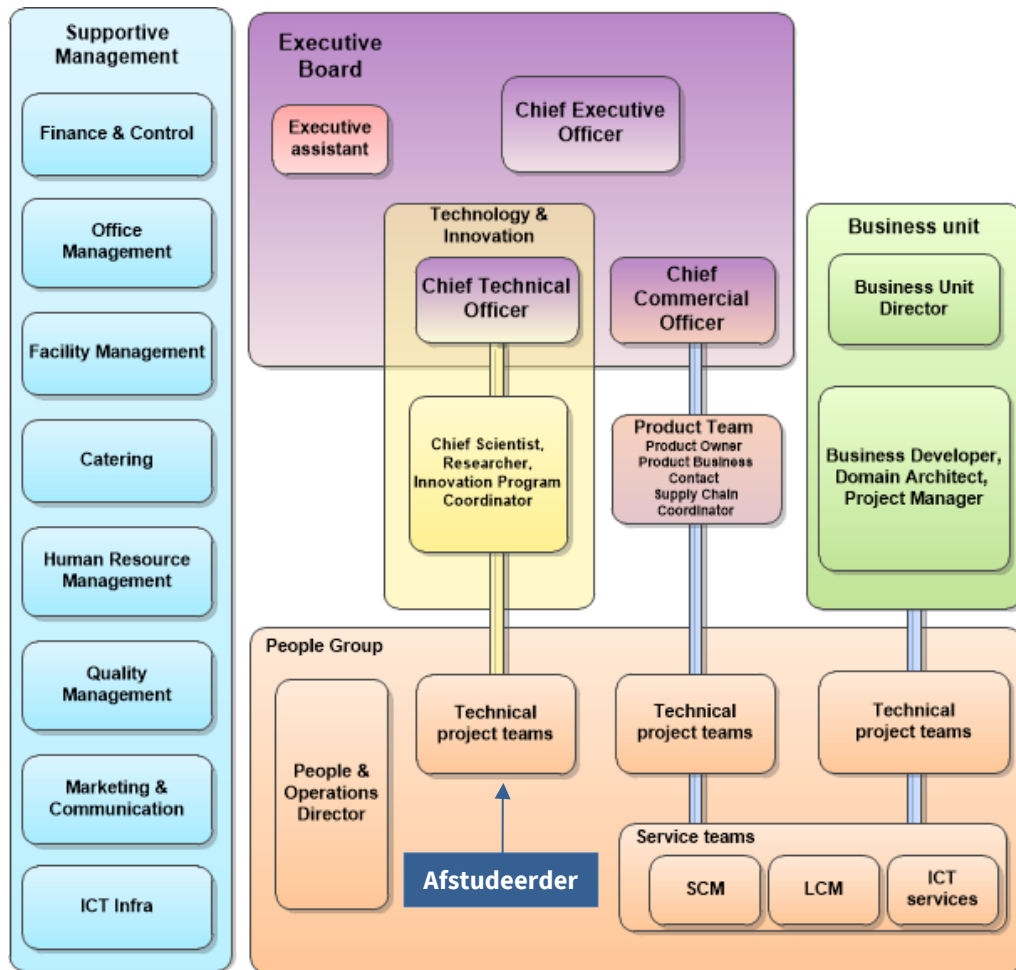 Supportive
Management
Finance & Control
Office
Management
Facility Management
Catering
Human Resource
Management
Quality
Management
Marketing &
Communication
ICT Infra
Executive
Board
Executive
assistant
Chief Executive
Officer
Technology &
Innovation
Chief Technical
Officer
Chief
Commercial
Officer
Chief Scientist,
Researcher,
Innovation Program
Coordinator
Product Team
Product Owner
Product Business
Contact
Supply Chain
Coordinator
Business unit
Business Unit
Director
Business Developer,
Domain Architect,
Project Manager
People Group
People &
Operations
Director
Technical
project teams
Technical
project teams
Technical
project teams
Afstudeerder
Service teams
SCM
LCM
ICT
services